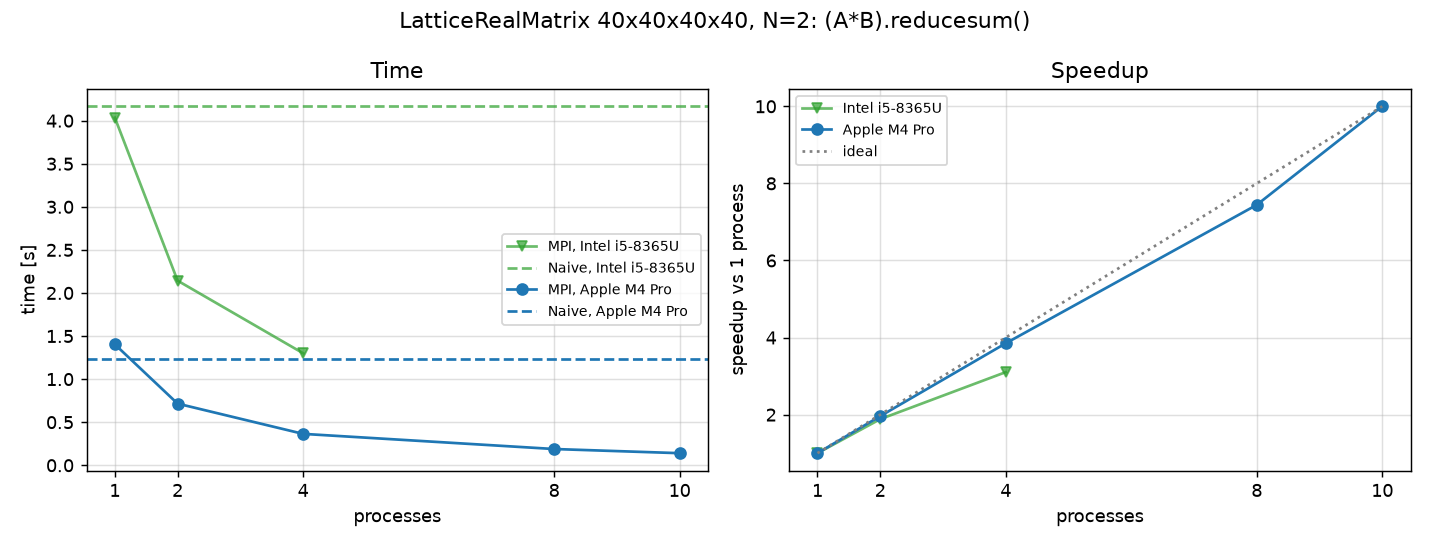 LatticeRealMatrix 40x40x40x40, N=2: (A*B).reducesum()
Time
time [s]
4.0
3.5
3.0
2.5
2.0
1.5
1.0
0.5
0.0
MPI, Intel i5-8365U
Naive, Intel i5-8365U
MPI, Apple M4 Pro
Naive, Apple M4 Pro
1 2 4 8 10
processes
Speedup
speedup vs 1 process
10
8
6
4
2
Intel i5-8365U
Apple M4 Pro
ideal
1 2 4 8 10
processes